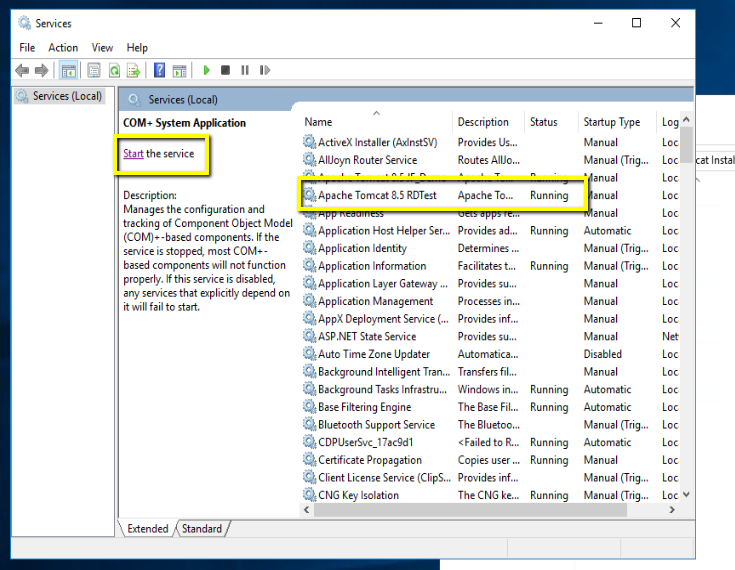 Services
File Action View Help
Services (Local)
Services (Local)
COM+ System Application
Start the service
Description:
Manages the configuration and
tracking of Component Object Model
(COM)+-based components. If the
service is stopped, most COM+-
based components will not function
properly. If this service is disabled,
any services that explicitly depend on
it will fail to start.
Name Description Status Startup Type Log
ActiveX Installer (AxInstSV) Provides Us... Manual Loc
AllJoyn Router Service Routes AllJo... Manual (Trig... Loc
Apache Tomcat 8.5 Apache To... Running Manual Loc
Apache Tomcat 8.5 RDTest Apache To... Running Manual Loc
App Readiness Gets apps re... Manual Loc
Application Host Helper Ser... Provides ad... Running Automatic Loc
Application Identity Determines ... Manual (Trig... Loc
Application Information Facilitates t... Running Manual (Trig... Loc
Application Layer Gateway ... Provides su... Manual Loc
Application Management Processes in... Manual Loc
AppX Deployment Service (... Provides inf... Manual Loc
ASP.NET State Service Provides su... Manual Net
Auto Time Zone Updater Automatica... Disabled Loc
Background Intelligent Tran... Transfers fil... Manual Loc
Background Tasks Infrastru... Windows in... Running Automatic Loc
Base Filtering Engine The Base Fil... Running Automatic Loc
Bluetooth Support Service The Bluetoo... Manual (Trig... Loc
CDPUserSvc_17ac9d1 <Failed to R... Running Automatic Loc
Certificate Propagation Copies user ... Running Manual Loc
Client License Service (ClipS... Provides inf... Manual (Trig... Loc
CNG Key Isolation The CNG ke... Running Manual (Trig... Loc
Extended Standard
cat Instal